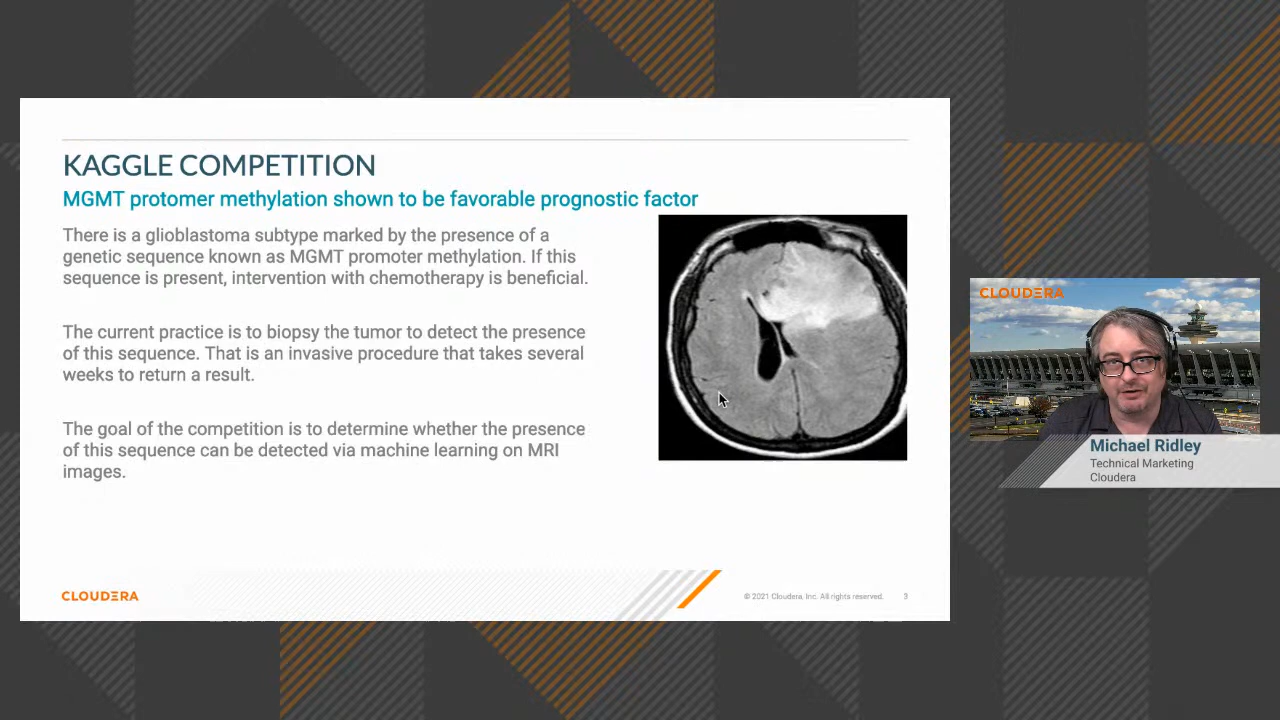 KAGGLE COMPETITION
MGMT protomer methylation shown to be favorable prognostic factor
There is a glioblastoma subtype marked by the presence of a
genetic sequence known as MGMT promoter methylation. If this
sequence is present, intervention with chemotherapy is beneficial.
The current practice is to biopsy the tumor to detect the presence
of this sequence. That is an invasive procedure that takes several
weeks to return a result.
The goal of the competition is to determine whether the presence
of this sequence can be detected via machine learning on MRI
images.
CLOUDERA
© 2021 Cloudera, Inc. All rights reserved. 3
CLOUDERA
Michael Ridley
Technical Marketing
Cloudera